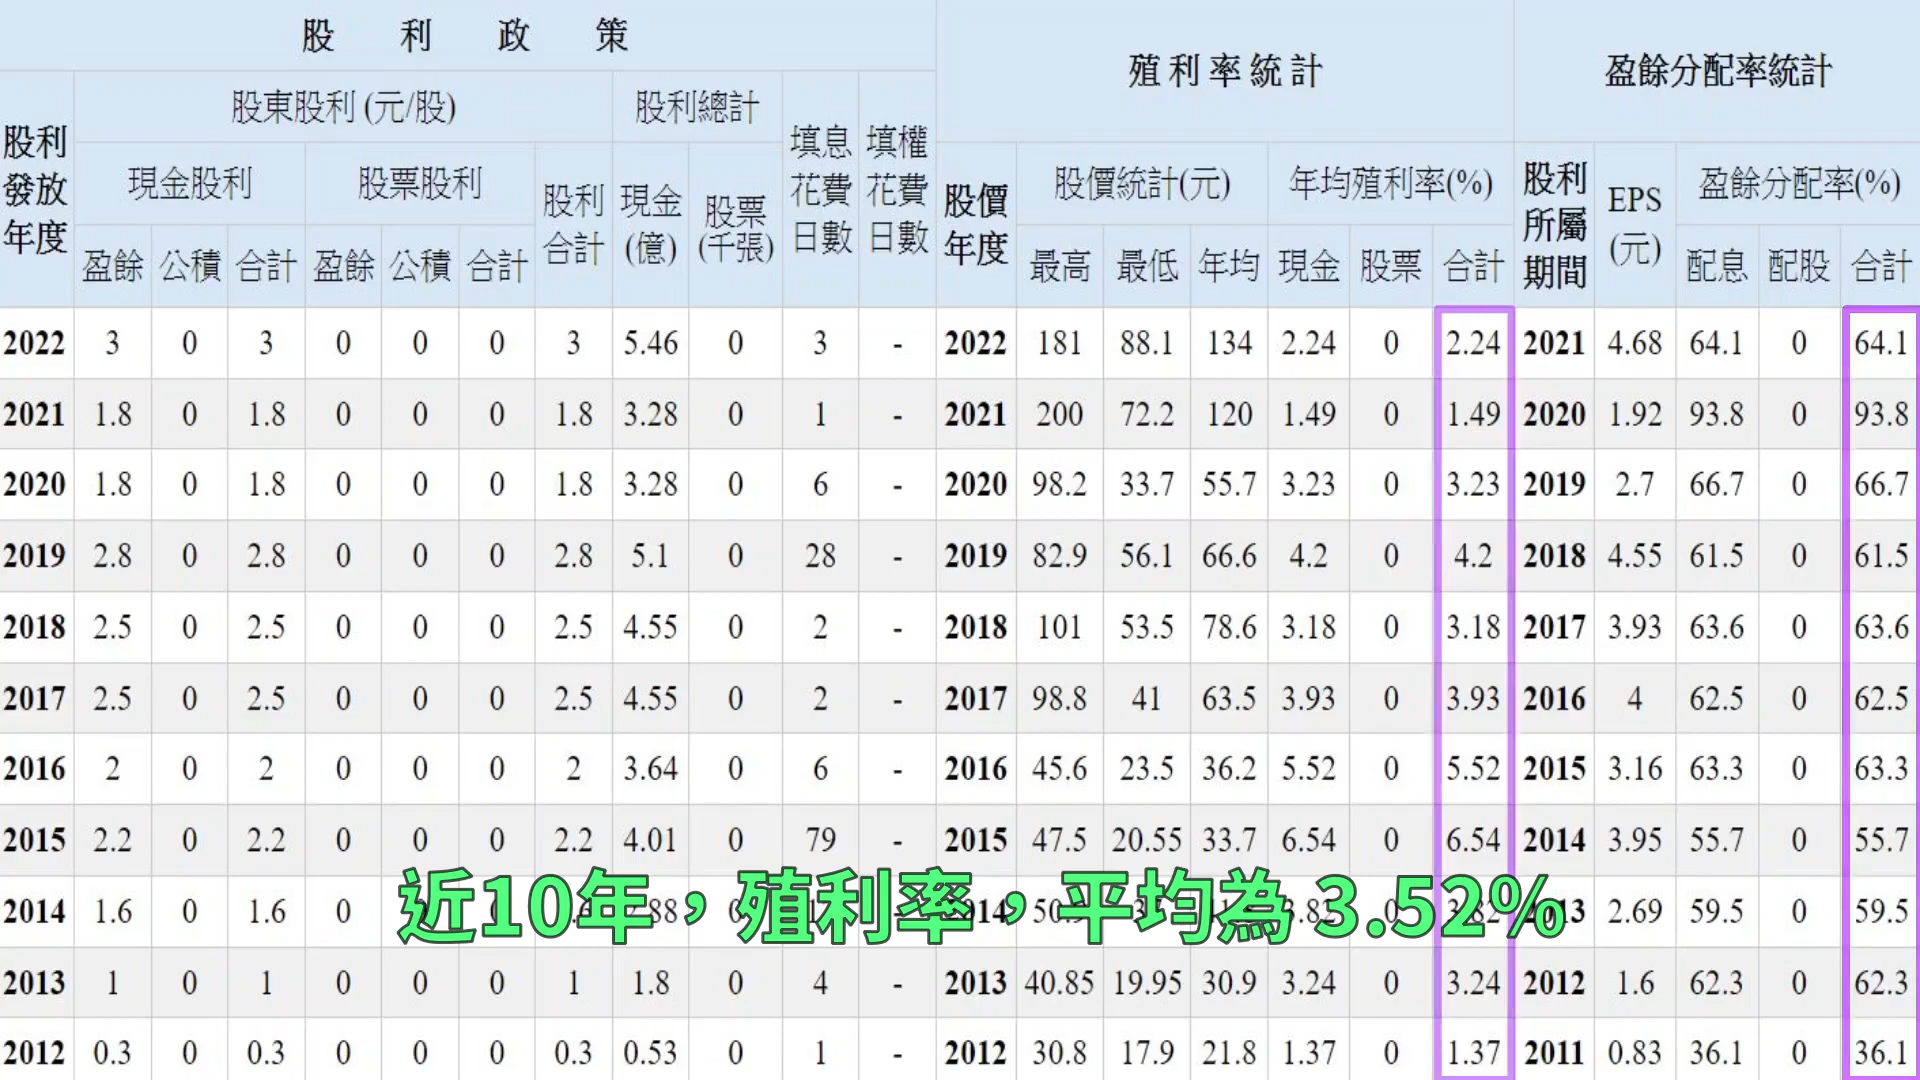 股 利 政 策
殖 利 率 統 計
盈餘分配率統計
股利發放年度
股東股利 (元/股)
股利總計
填息花費日數
填權花費日數
現金股利
股票股利
股利合計
現金(億)
股票(千張)
股價年度
股價統計(元)
年均殖利率(%)
股利所屬期間
EPS(元)
盈餘分配率(%)
盈餘 公積 合計 盈餘 公積 合計
最高 最低 年均 現金 股票 合計
配息 配股 合計
2022 3 0 3 0 0 0 3 5.46 0 3 - 2022 181 88.1 134 2.24 0 2.24 2021 4.68 64.1 0 64.1
2021 1.8 0 1.8 0 0 0 1.8 3.28 0 1 - 2021 200 72.2 120 1.49 0 1.49 2020 1.92 93.8 0 93.8
2020 1.8 0 1.8 0 0 0 1.8 3.28 0 6 - 2020 98.2 33.7 55.7 3.23 0 3.23 2019 2.7 66.7 0 66.7
2019 2.8 0 2.8 0 0 0 2.8 5.1 0 28 - 2019 82.9 56.1 66.6 4.2 0 4.2 2018 4.55 61.5 0 61.5
2018 2.5 0 2.5 0 0 0 2.5 4.55 0 2 - 2018 101 53.5 78.6 3.18 0 3.18 2017 3.93 63.6 0 63.6
2017 2.5 0 2.5 0 0 0 2.5 4.55 0 2 - 2017 98.8 41 63.5 3.93 0 3.93 2016 4 62.5 0 62.5
2016 2 0 2 0 0 0 2 3.64 0 6 - 2016 45.6 23.5 36.2 5.52 0 5.52 2015 3.16 63.3 0 63.3
2015 2.2 0 2.2 0 0 0 2.2 4.01 0 79 - 2015 47.5 20.55 33.7 6.54 0 6.54 2014 3.95 55.7 0 55.7
2014 1.6 0 1.6 0 2.69 59.5 0 59.5
近10年，殖利率，平均為 3.52%
2013 1 0 1 0 0 0 1 1.8 0 4 - 2013 40.85 19.95 30.9 3.24 0 3.24 2012 1.6 62.3 0 62.3
2012 0.3 0 0.3 0 0 0 0.3 0.53 0 1 - 2012 30.8 17.9 21.8 1.37 0 1.37 2011 0.83 36.1 0 36.1